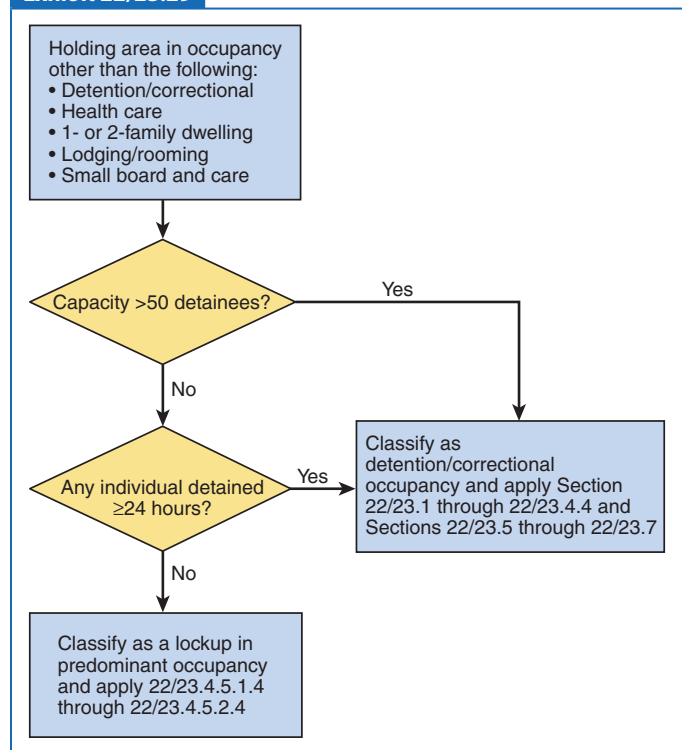 Holding area in occupancy
other than the following:
• Detention/correctional
• Health care
• 1- or 2-family dwelling
• Lodging/rooming
• Small board and care
Capacity >50 detainees?
Yes
No
Any individual detained
≥24 hours?
Yes
Classify as
detention/correctional
occupancy and apply Section
22/23.1 through 22/23.4.4 and
Sections 22/23.5 through 22/23.7
No
Classify as a lockup in
predominant occupancy
and apply 22/23.4.5.1.4
through 22/23.4.5.2.4